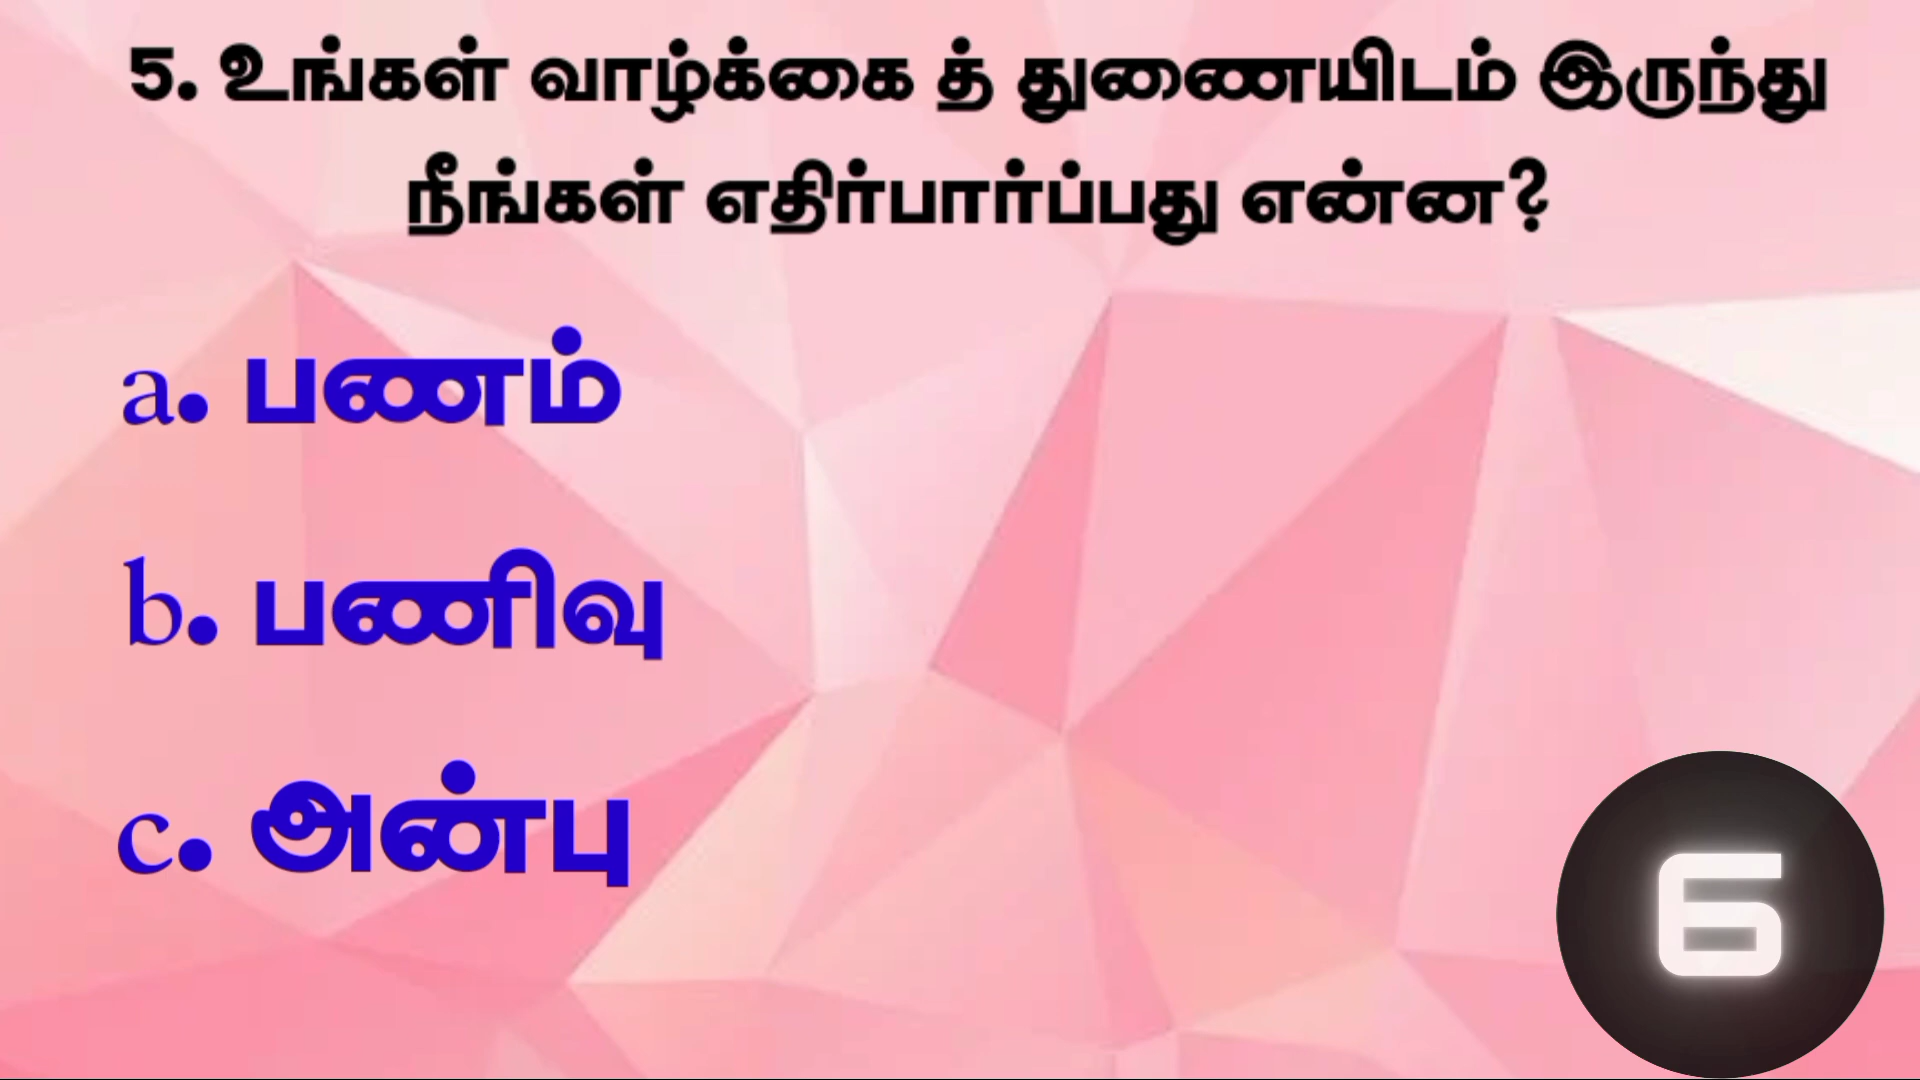 5. உங்கள் வாழ்க்கை த் துணையிடம் இருந்து
நீங்கள் எதிர்பார்ப்பது என்ன?
a. பணம்
b. பணிவு
c. அன்பு
6